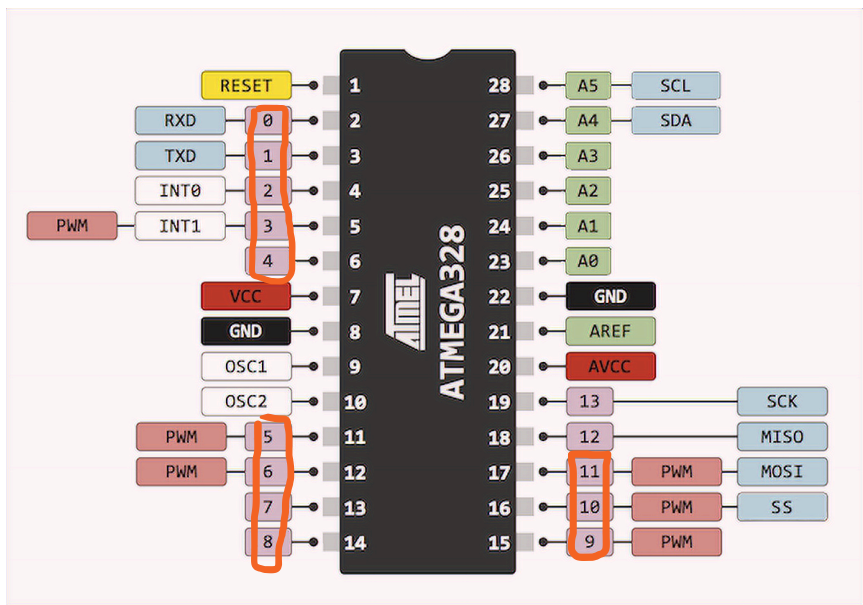 RESET 1 28 A5 SCL
RXD 0 2 27 A4 SDA
TXD 1 3 26 A3
INT0 2 4 25 A2
PWM INT1 3 5 24 A1
4 6 23 A0
VCC 7 22 GND
GND 8 21 AREF
OSC1 9 20 AVCC
OSC2 10 19 13 SCK
PWM 5 11 18 12 MISO
PWM 6 12 17 11 PWM MOSI
7 13 16 10 PWM SS
8 14 15 9 PWM
ATMEL
ATMEGA328